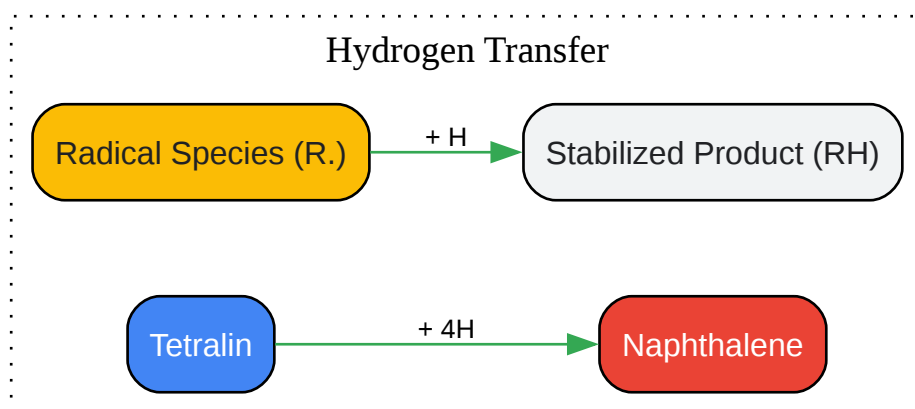 Hydrogen Transfer
Radical Species (R.)
+ H
Stabilized Product (RH)
Tetralin
+ 4H
Naphthalene